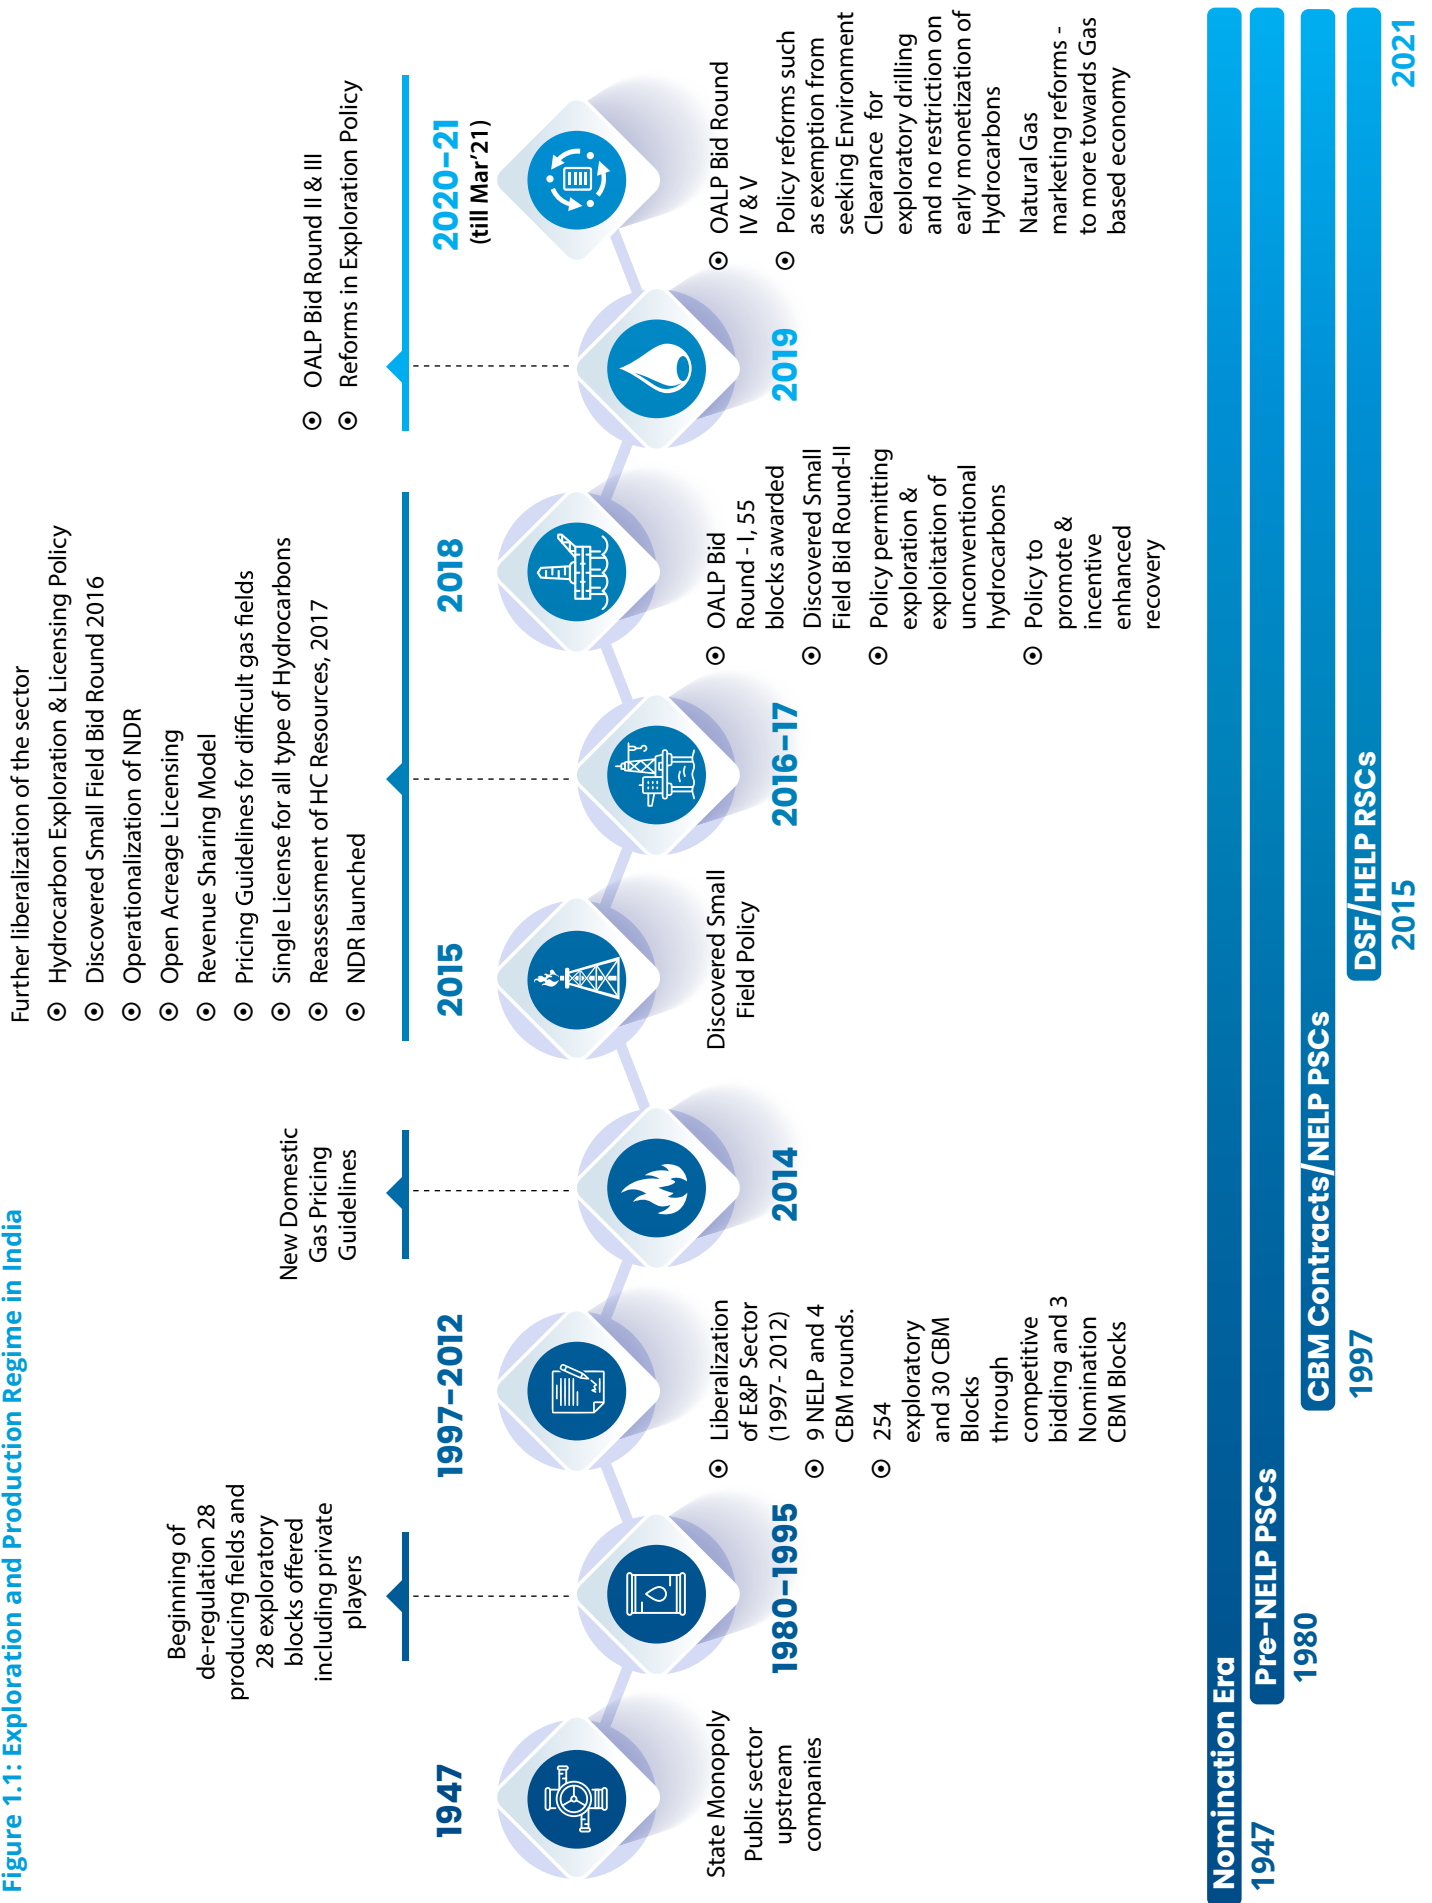 Figure 1.1: Exploration and Production Regime in India
1947
State Monopoly
Public sector
upstream
companies
Beginning of
de-regulation 28
producing fields and
28 exploratory
blocks offered
including private
players
1980-1995
1997-2012
Liberalization
of E&P Sector
(1997- 2012)
9 NELP and 4
CBM rounds.
254
exploratory
and 30 CBM
Blocks
through
competitive
bidding and 3
Nomination
CBM Blocks
New Domestic
Gas Pricing
Guidelines
2014
2015
Discovered Small
Field Policy
Further liberalization of the sector
Hydrocarbon Exploration & Licensing Policy
Discovered Small Field Bid Round 2016
Operationalization of NDR
Open Acreage Licensing
Revenue Sharing Model
Pricing Guidelines for difficult gas fields
Single License for all type of Hydrocarbons
Reassessment of HC Resources, 2017
NDR launched
2016-17
2018
OALP Bid
Round - I, 55
blocks awarded
Discovered Small
Field Bid Round-II
Policy permitting
exploration &
exploitation of
unconventional
hydrocarbons
Policy to
promote &
incentive
enhanced
recovery
OALP Bid Round II & III
Reforms in Exploration Policy
2019
2020-21
(till Mar'21)
OALP Bid Round
IV & V
Policy reforms such
as exemption from
seeking Environment
Clearance for
exploratory drilling
and no restriction on
early monetization of
Hydrocarbons
Natural Gas
marketing reforms -
to more towards Gas
based economy
Nomination Era
1947
Pre-NELP PSCs
1980
CBM Contracts/NELP PSCs
1997
DSF/HELP RSCs
2015
2021